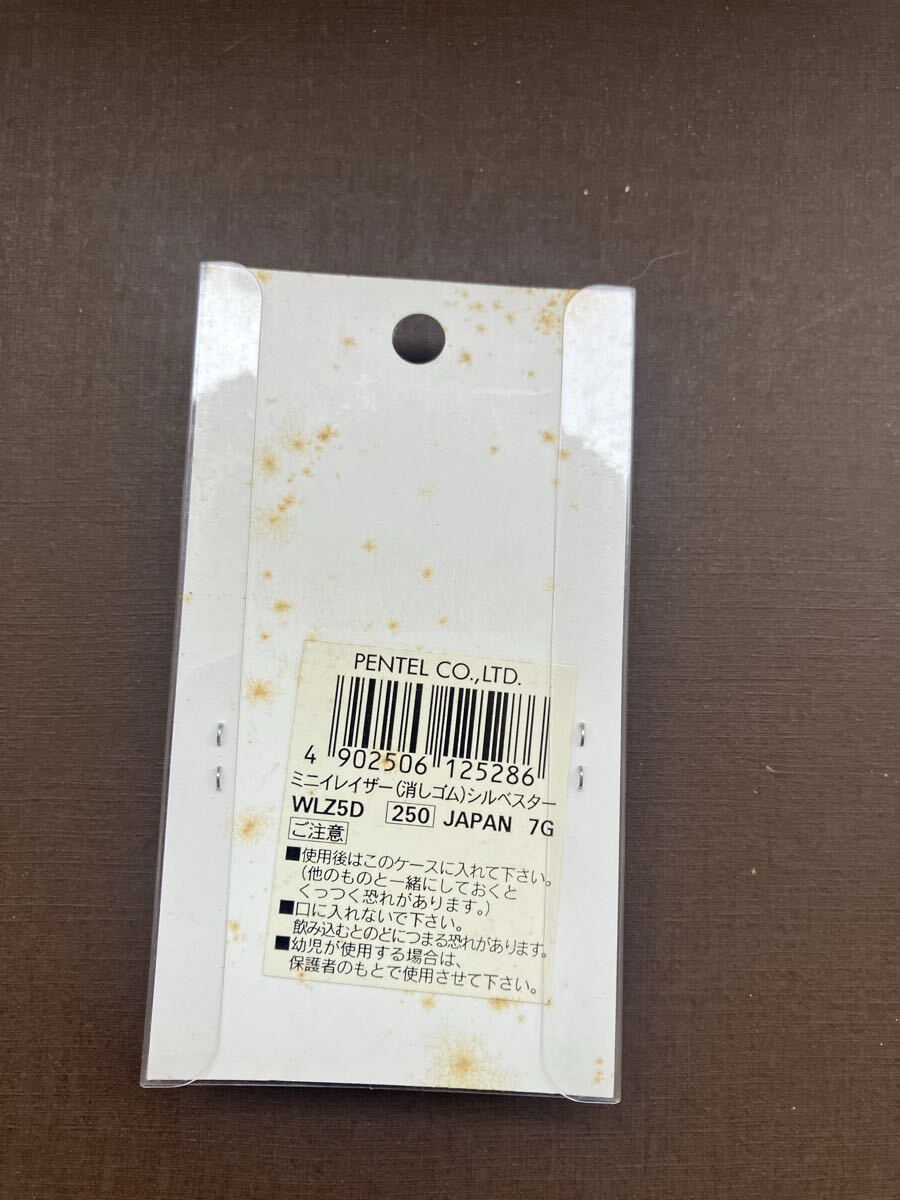 PENTEL CO.,LTD.
4 902506 125286
ミニイレイザー(消しゴム)シルベスター
WLZ5D 250 JAPAN 7G
ご注意
■使用後はこのケースに入れて下さい。
(他のものと一緒にしておくと
くっつく恐れがあります。)
■口に入れないで下さい。
飲み込むとのどにつまる恐れがあります。
■幼児が使用する場合は、
保護者のもとで使用させて下さい。